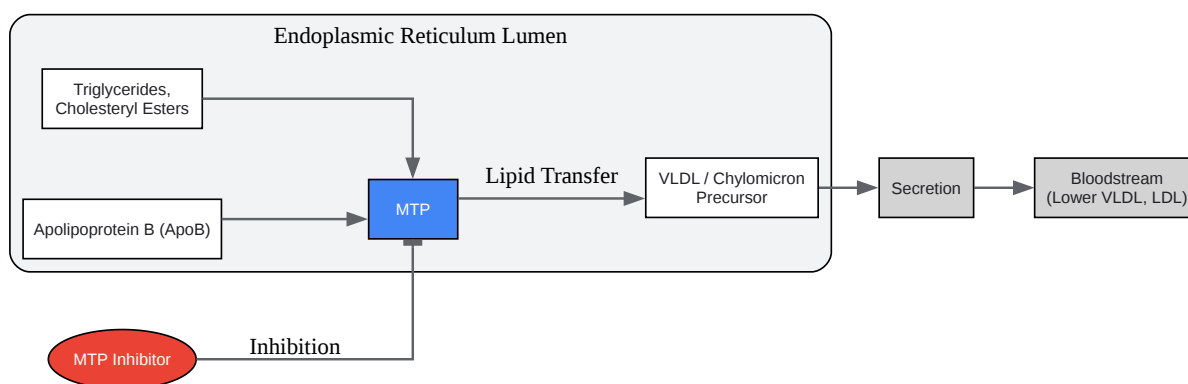 Endoplasmic Reticulum Lumen
Triglycerides,
Cholesteryl Esters
Apolipoprotein B (ApoB)
MTP
Lipid Transfer
VLDL / Chylomicron
Precursor
Secretion
Bloodstream
(Lower VLDL, LDL)
MTP Inhibitor
Inhibition